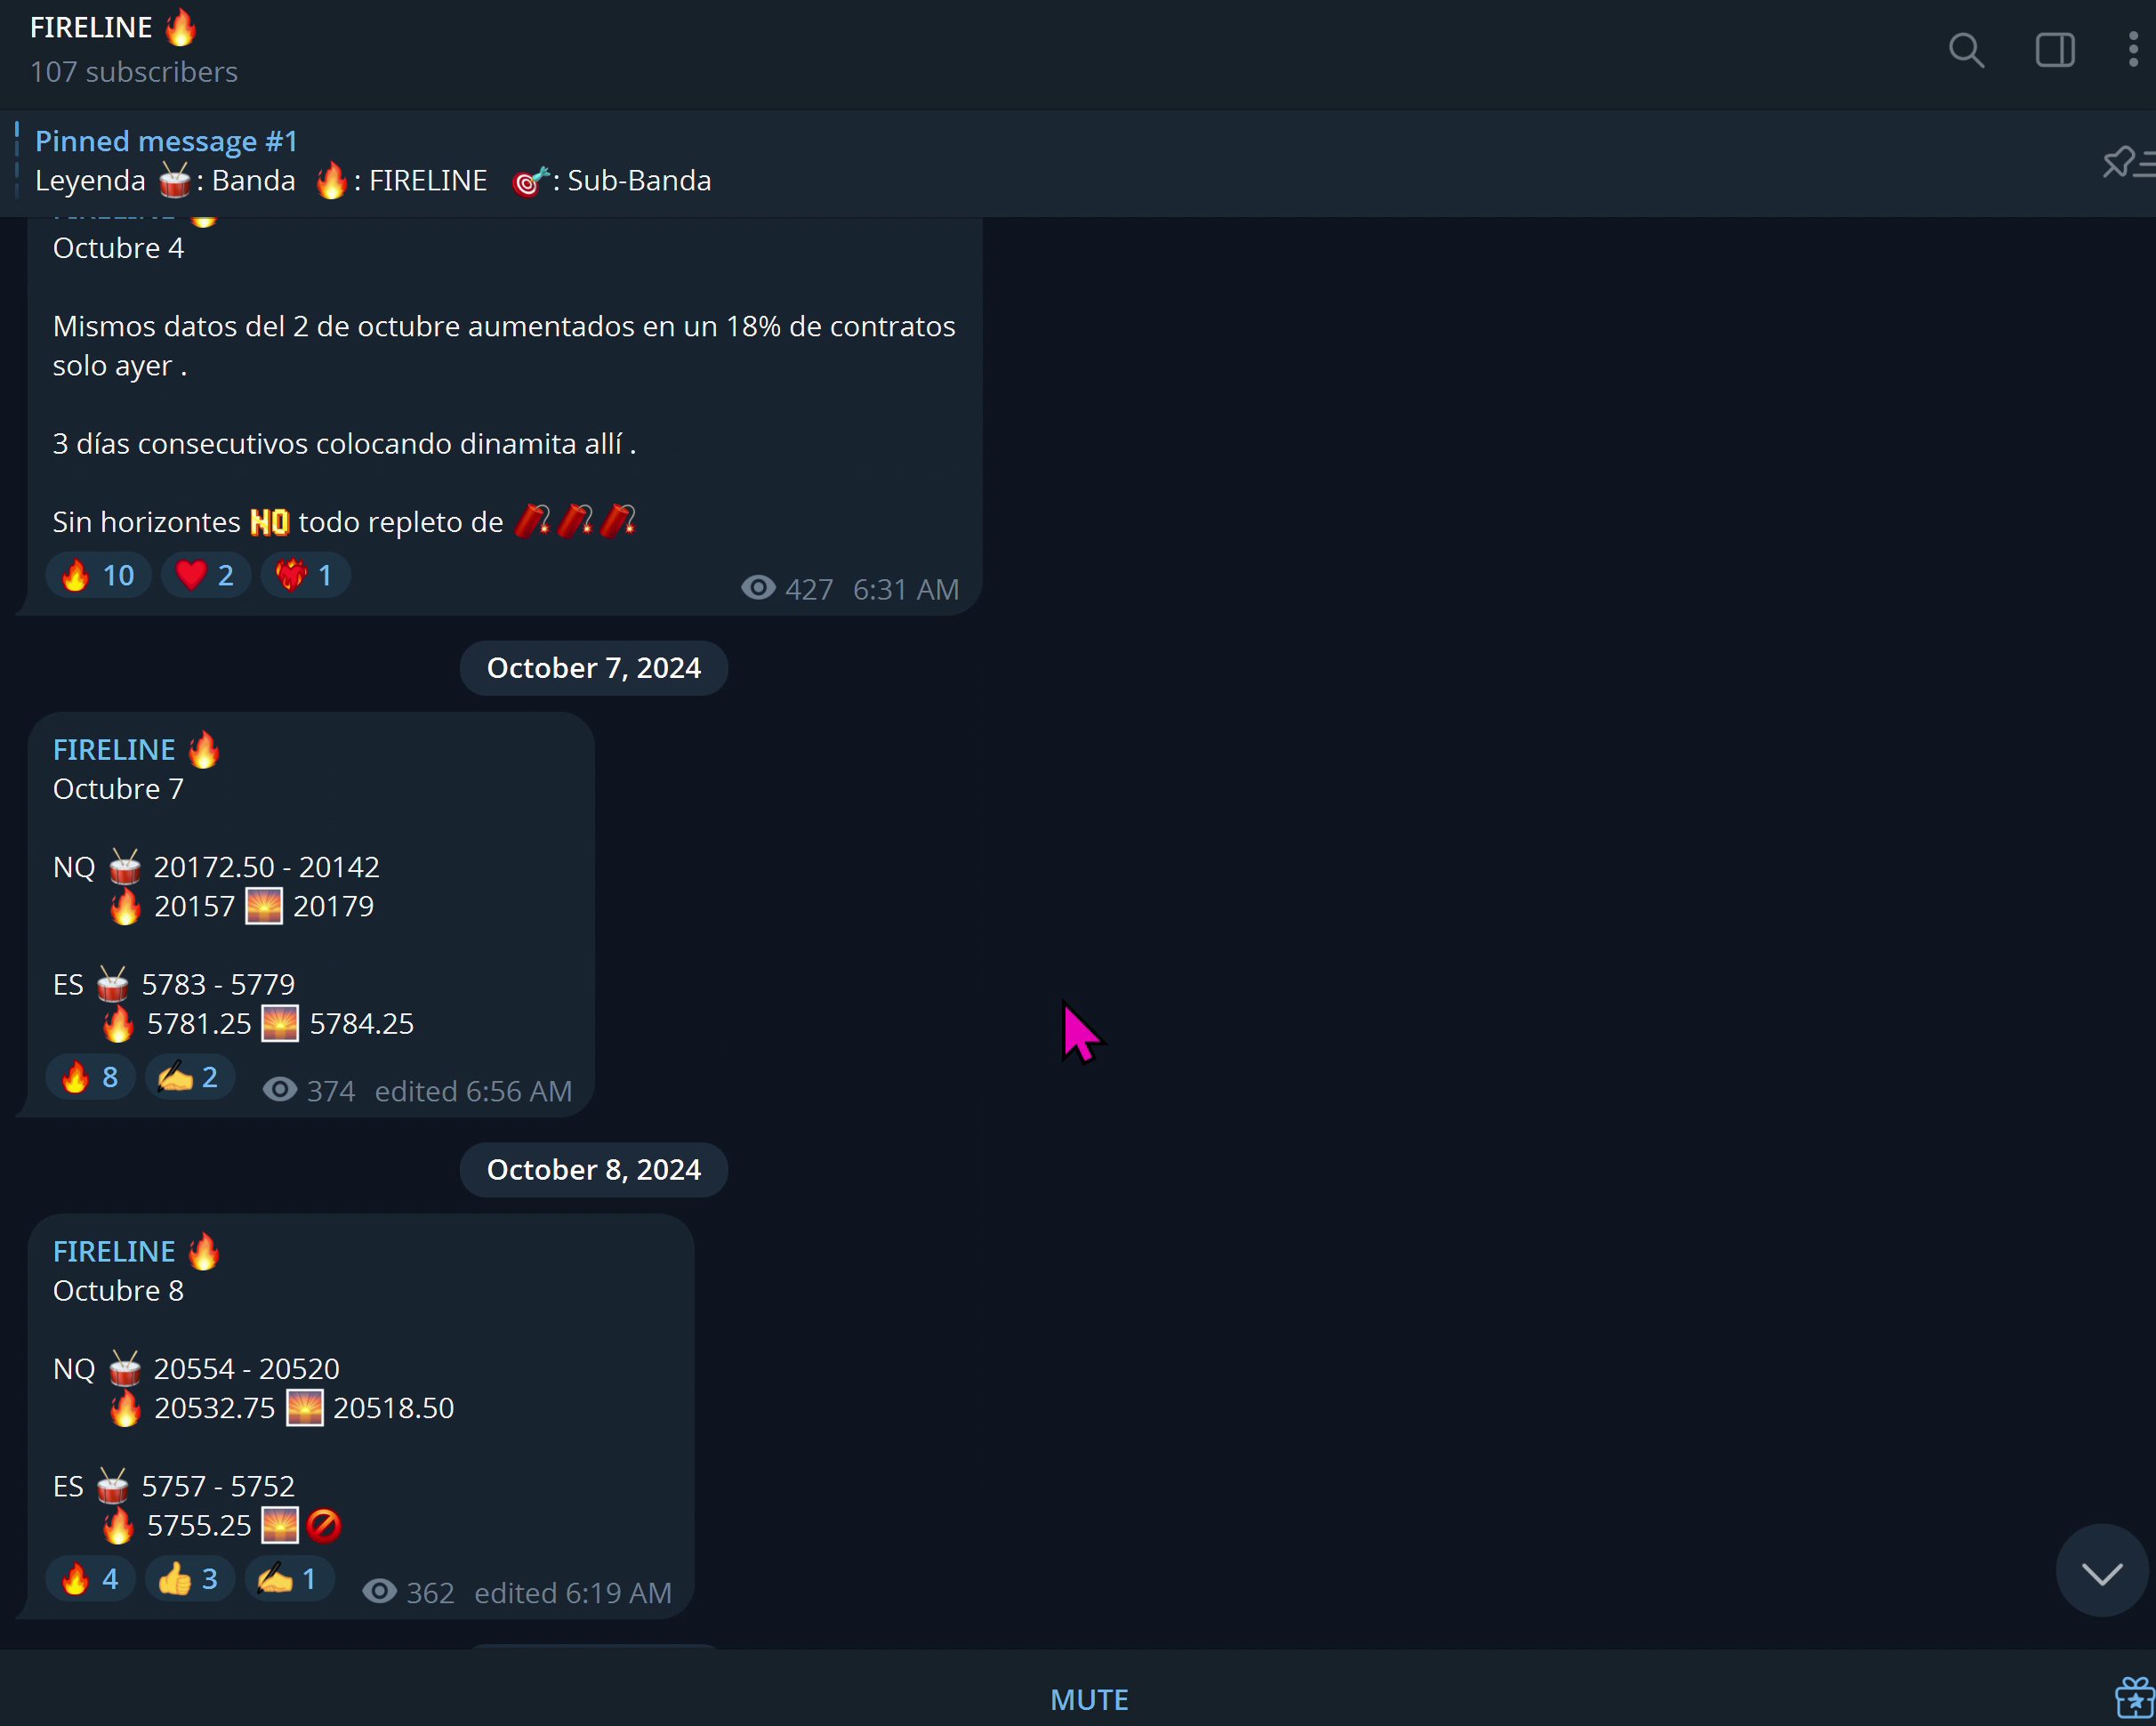 FIRELINE 🔥
107 subscribers
Pinned message #1
Leyenda 🥁: Banda 🔥: FIRELINE 🎯: Sub-Banda
Octubre 4
Mismos datos del 2 de octubre aumentados en un 18% de contratos
solo ayer .
3 días consecutivos colocando dinamita allí .
Sin horizontes NO todo repleto de 🧨🧨🧨
🔥 10 ❤️ 2 ❤️‍🔥 1
427 6:31 AM
October 7, 2024
FIRELINE 🔥
Octubre 7
NQ 🥁 20172.50 - 20142
🔥 20157 🌅 20179
ES 🥁 5783 - 5779
🔥 5781.25 🌅 5784.25
🔥 8 ✍️ 2 374 edited 6:56 AM
October 8, 2024
FIRELINE 🔥
Octubre 8
NQ 🥁 20554 - 20520
🔥 20532.75 🌅 20518.50
ES 🥁 5757 - 5752
🔥 5755.25 🌅🚫
🔥 4 👍 3 ✍️ 1 362 edited 6:19 AM
MUTE